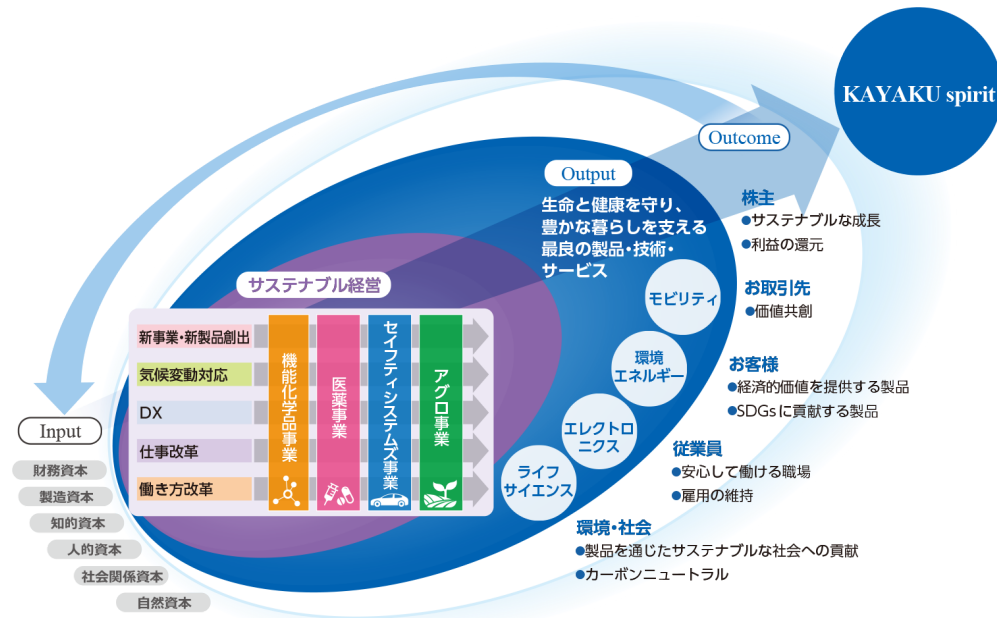 KAYAKU spirit
Outcome
Output
生命と健康を守り、
豊かな暮らしを支える
最良の製品・技術・
サービス
モビリティ
環境
エネルギー
エレクトロ
ニクス
ライフ
サイエンス
サステナブル経営
新事業・新製品創出
気候変動対応
DX
仕事改革
働き方改革
機能化学品事業
医薬事業
セイフティシステムズ事業
アグロ事業
Input
財務資本
製造資本
知的資本
人的資本
社会関係資本
自然資本
株主
●サステナブルな成長
●利益の還元
お取引先
●価値共創
お客様
●経済的価値を提供する製品
●SDGsに貢献する製品
従業員
●安心して働ける職場
●雇用の維持
環境・社会
●製品を通じたサステナブルな社会への貢献
●カーボンニュートラル